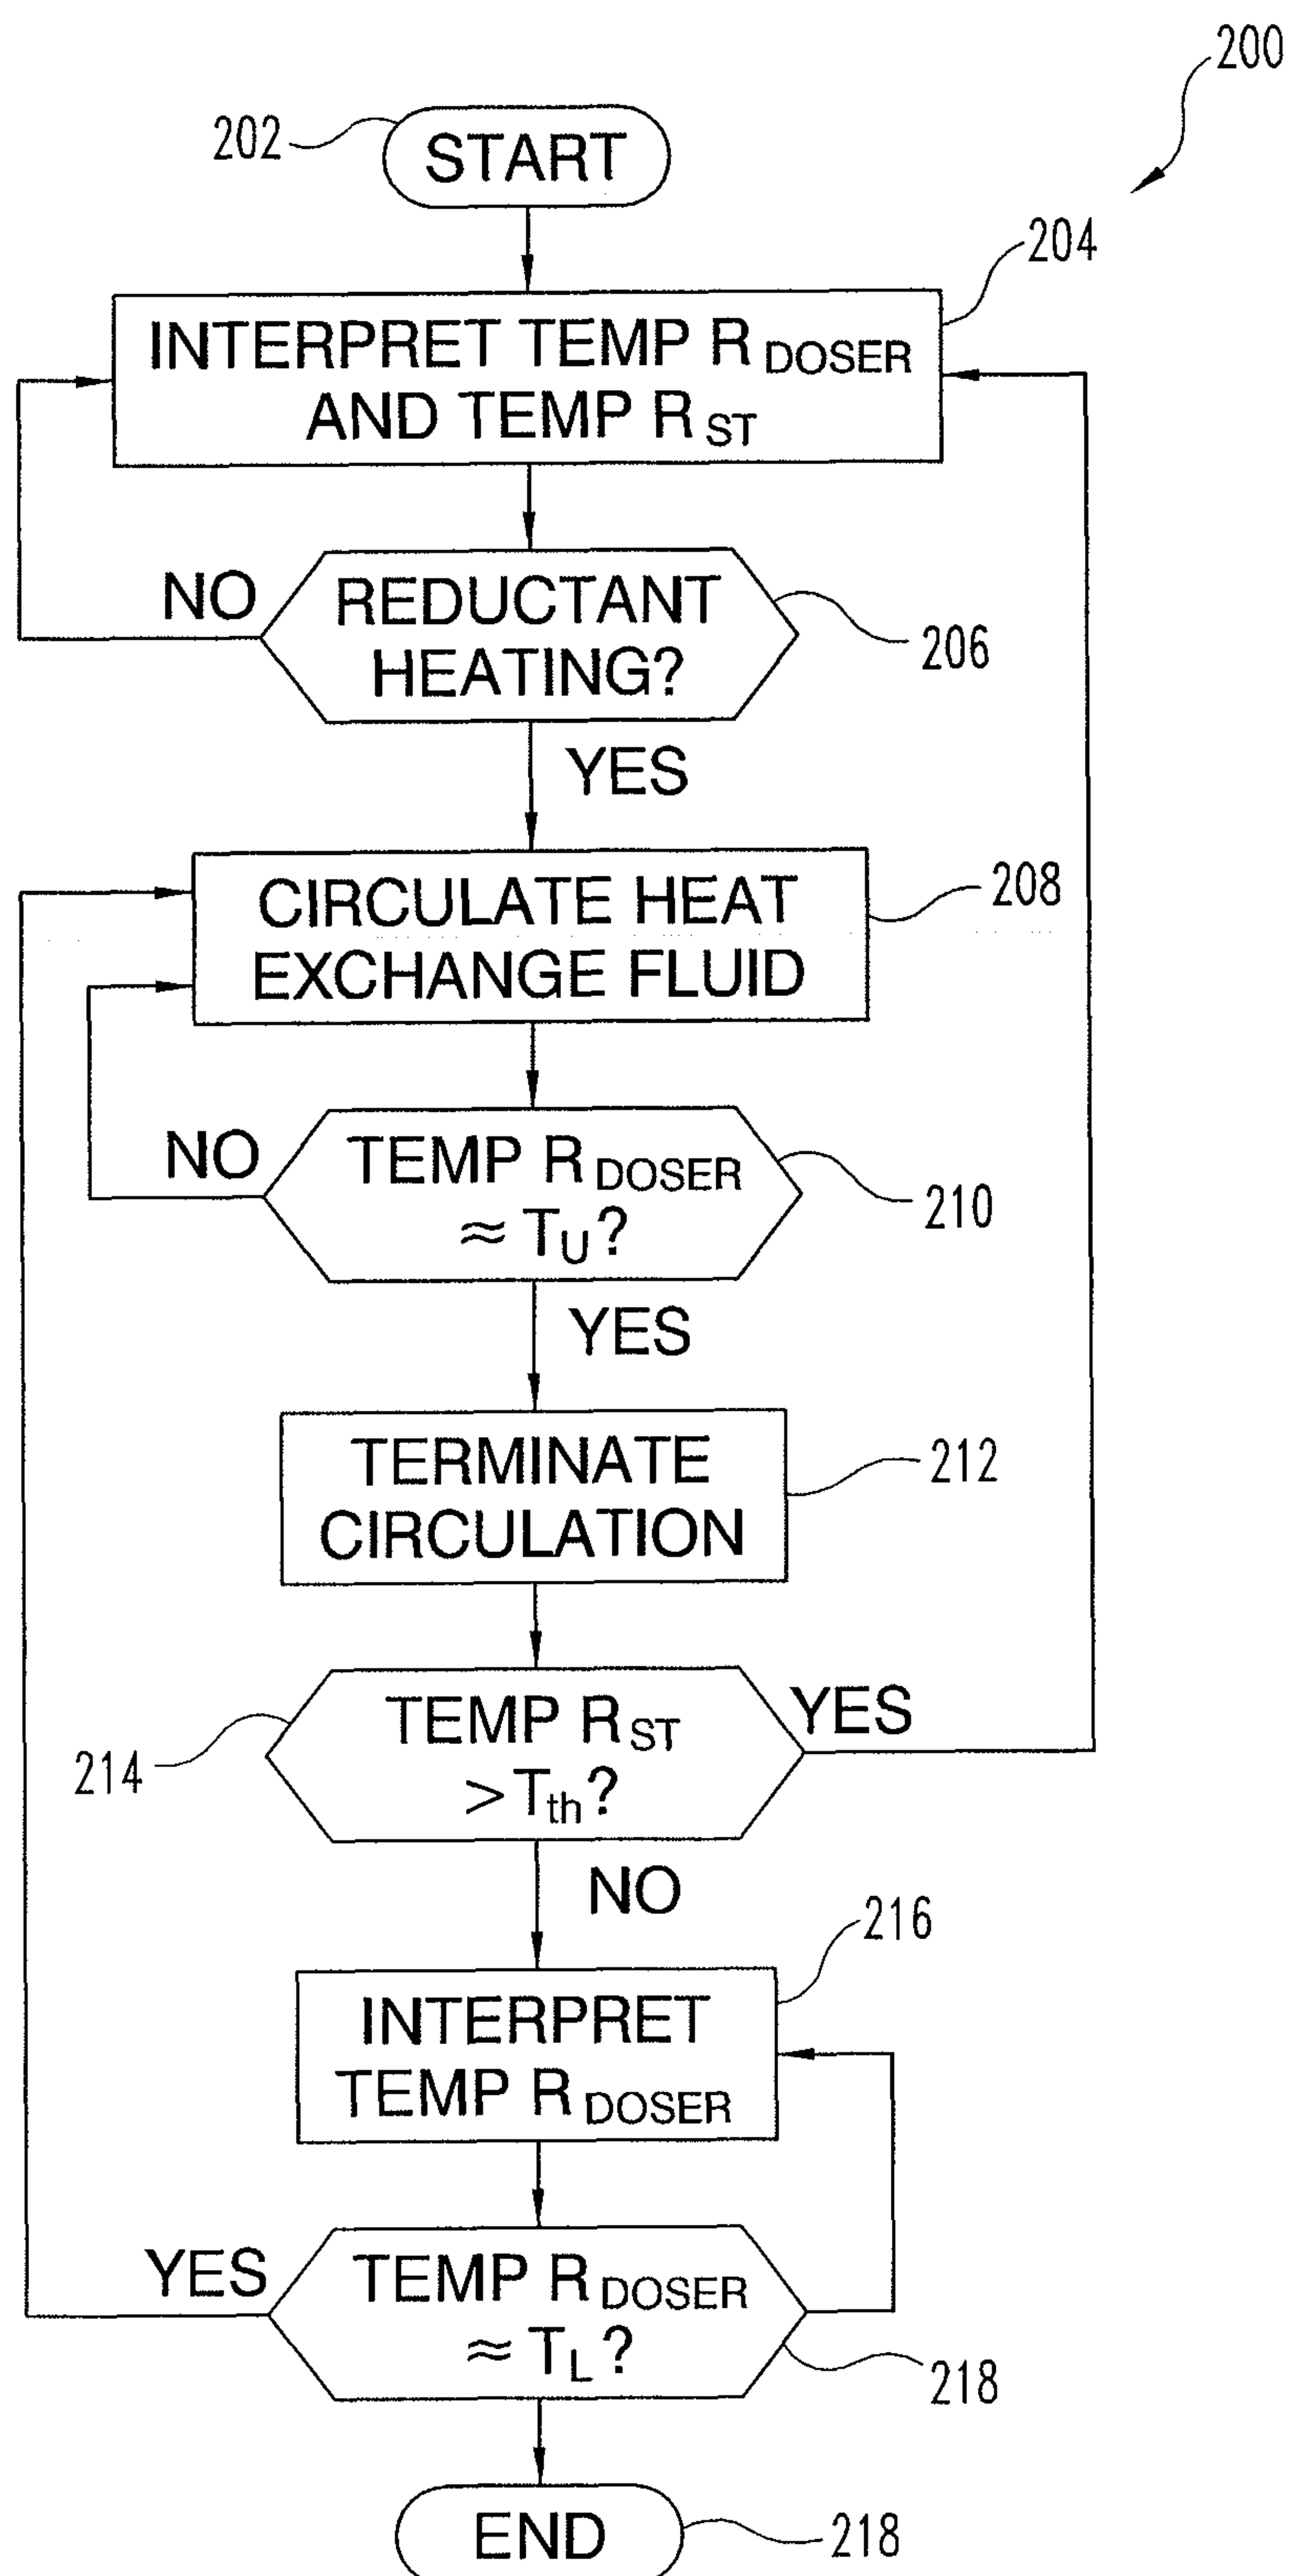 200
202
START
204
INTERPRET TEMP R DOSER
AND TEMP R ST
NO
REDUCTANT
HEATING?
206
YES
208
CIRCULATE HEAT
EXCHANGE FLUID
NO
TEMP R DOSER
≈ TU?
210
YES
TERMINATE
CIRCULATION
212
TEMP R ST
> Tth?
YES
214
NO
216
INTERPRET
TEMP R DOSER
YES
TEMP R DOSER
≈ TL?
218
END
218